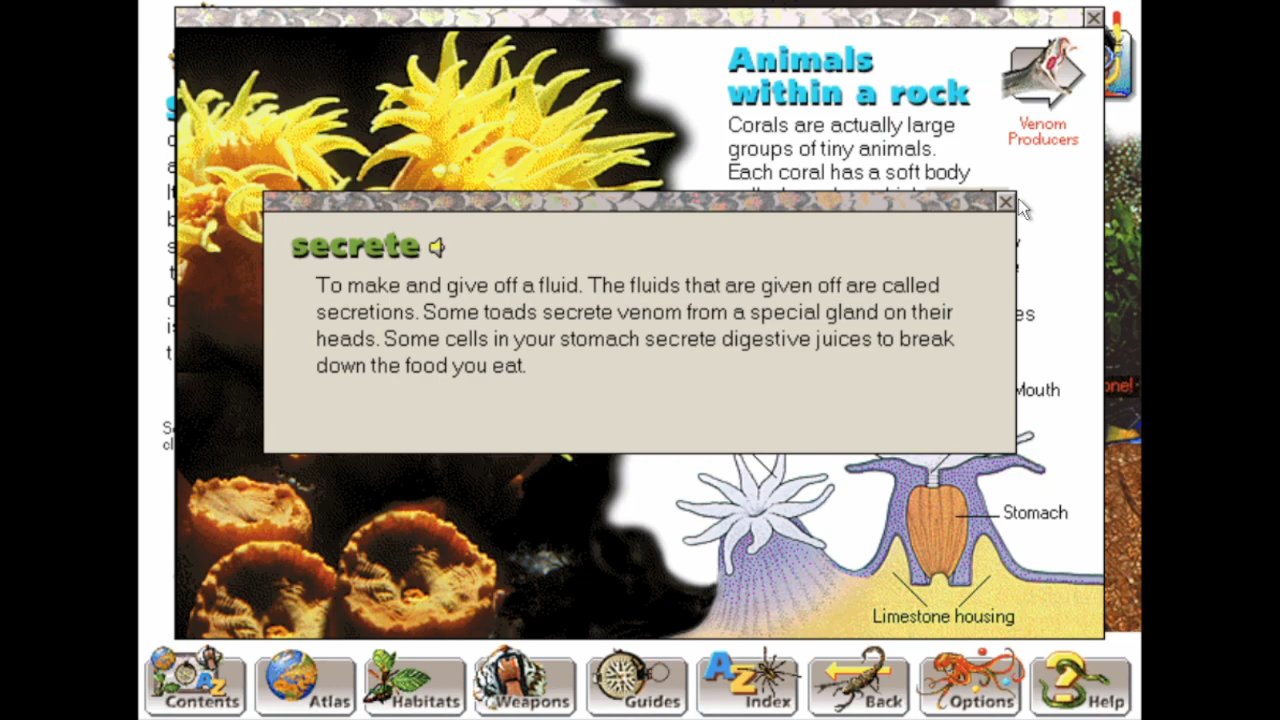 Animals
within a rock
Corals are actually large
groups of tiny animals.
Each coral has a soft body
Venom
Producers
secrete
To make and give off a fluid. The fluids that are given off are called
secretions. Some toads secrete venom from a special gland on their
heads. Some cells in your stomach secrete digestive juices to break
down the food you eat.
Mouth
Stomach
Limestone housing
Contents
Atlas
Habitats
Weapons
Guides
AZ
Index
Back
Options
Help